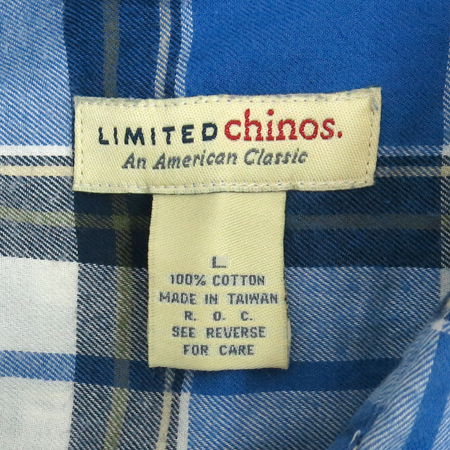 LIMITED chinos.
An American Classic
L
100% COTTON
MADE IN TAIWAN
R. O. C.
SEE REVERSE
FOR CARE